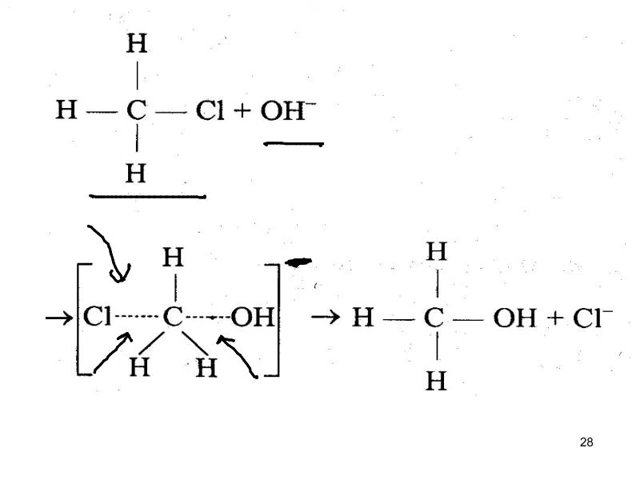 H
H — C — Cl + OH⁻
H
H
→ [Cl ------ C ------ OH]⁻ → H — C — OH + Cl⁻
H H
H
H
28